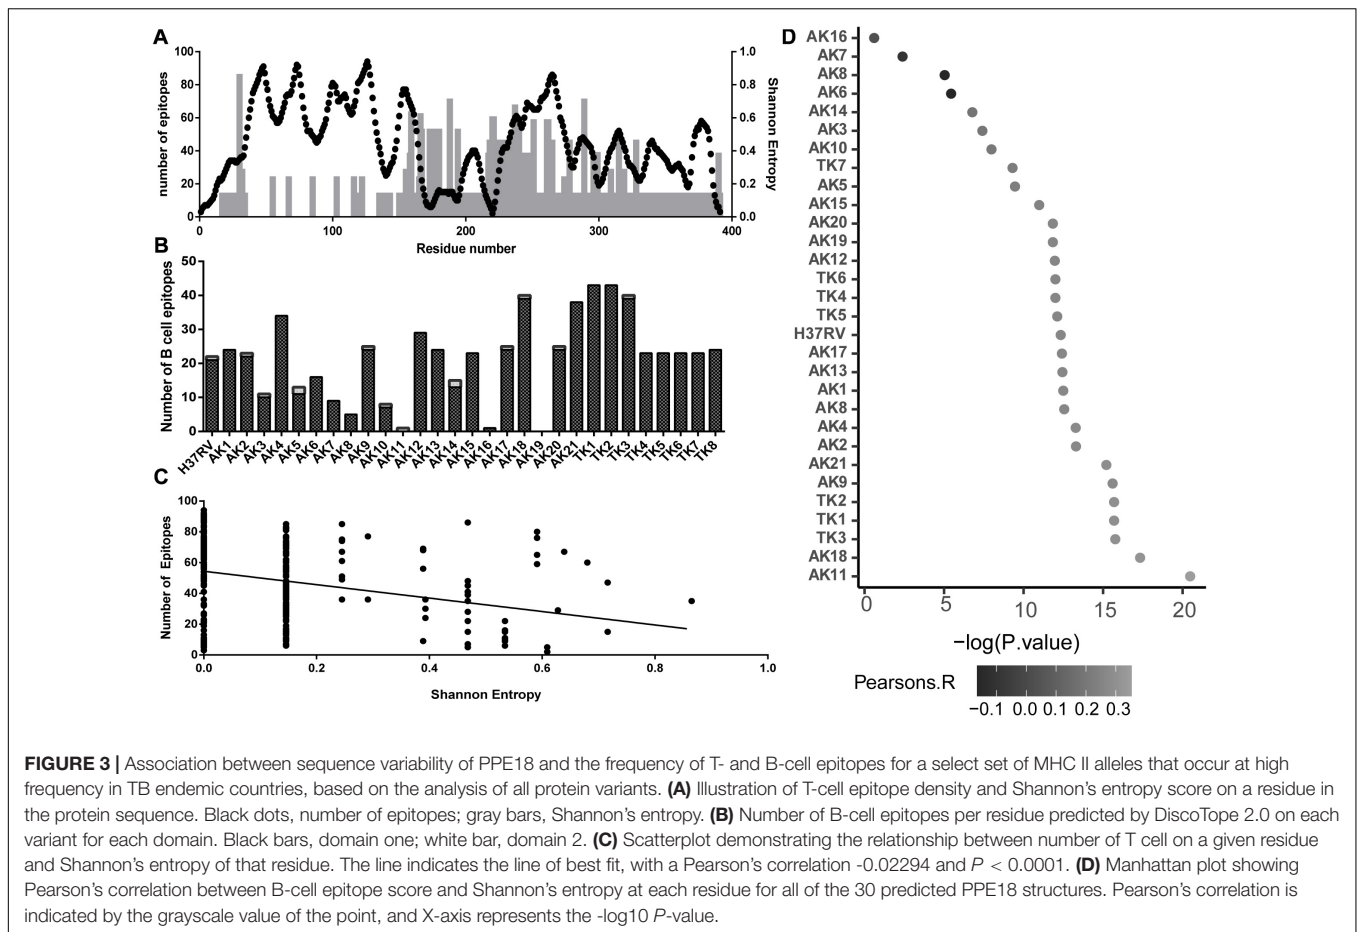 A
100
80
60
40
20
0
number of epitopes
1.0
0.8
0.6
0.4
0.2
0.0
Shannon Entropy
0
100
200
300
400
Residue number
B
50
40
30
20
10
0
Number of B cell epitopes
H37RV
AK1
AK2
AK3
AK4
AK5
AK6
AK7
AK8
AK9
AK10
AK11
AK12
AK13
AK14
AK15
AK16
AK17
AK18
AK19
AK20
AK21
TK1
TK2
TK3
TK4
TK5
TK6
TK7
TK8
C
100
80
60
40
20
0
Number of Epitopes
0.0
0.2
0.4
0.6
0.8
1.0
Shannon Entropy
D
AK16
AK7
AK8
AK6
AK14
AK3
AK10
TK7
AK5
AK15
AK20
AK19
AK12
TK6
TK4
TK5
H37RV
AK17
AK13
AK1
AK8
AK4
AK2
AK21
AK9
TK2
TK1
TK3
AK18
AK11
0
5
10
15
20
−log(P.value)
Pearsons.R
−0.1 0.0 0.1 0.2 0.3
FIGURE 3 | Association between sequence variability of PPE18 and the frequency of T- and B-cell epitopes for a select set of MHC II alleles that occur at high
frequency in TB endemic countries, based on the analysis of all protein variants. (A) Illustration of T-cell epitope density and Shannon's entropy score on a residue in
the protein sequence. Black dots, number of epitopes; gray bars, Shannon's entropy. (B) Number of B-cell epitopes per residue predicted by DiscoTope 2.0 on each
variant for each domain. Black bars, domain one; white bar, domain 2. (C) Scatterplot demonstrating the relationship between number of T cell on a given residue
and Shannon's entropy of that residue. The line indicates the line of best fit, with a Pearson's correlation -0.02294 and P < 0.0001. (D) Manhattan plot showing
Pearson's correlation between B-cell epitope score and Shannon's entropy at each residue for all of the 30 predicted PPE18 structures. Pearson's correlation is
indicated by the grayscale value of the point, and X-axis represents the -log10 P-value.